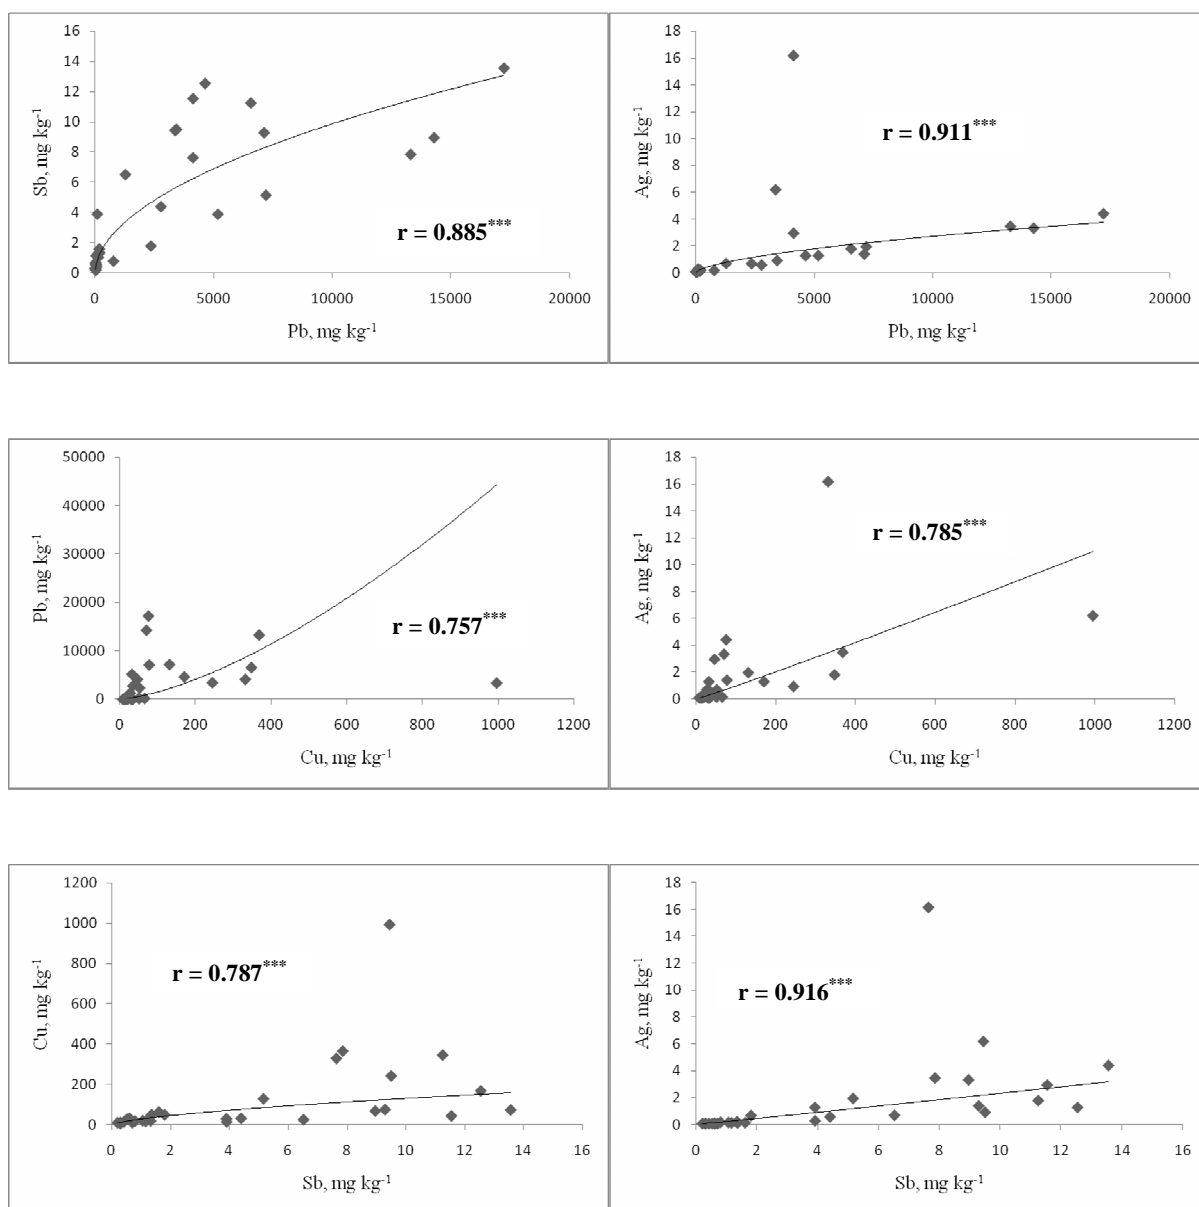 16
14
12
10
8
6
4
2
0
Sb, mg kg-1
r = 0.885***
0 5000 10000 15000 20000
Pb, mg kg-1
18
16
14
12
10
8
6
4
2
0
Ag, mg kg-1
r = 0.911***
0 5000 10000 15000 20000
Pb, mg kg-1
50000
40000
30000
20000
10000
0
Pb, mg kg-1
r = 0.757***
0 200 400 600 800 1000 1200
Cu, mg kg-1
18
16
14
12
10
8
6
4
2
0
Ag, mg kg-1
r = 0.785***
0 200 400 600 800 1000 1200
Cu, mg kg-1
1200
1000
800
600
400
200
0
Cu, mg kg-1
r = 0.787***
0 2 4 6 8 10 12 14 16
Sb, mg kg-1
18
16
14
12
10
8
6
4
2
0
Ag, mg kg-1
r = 0.916***
0 2 4 6 8 10 12 14 16
Sb, mg kg-1